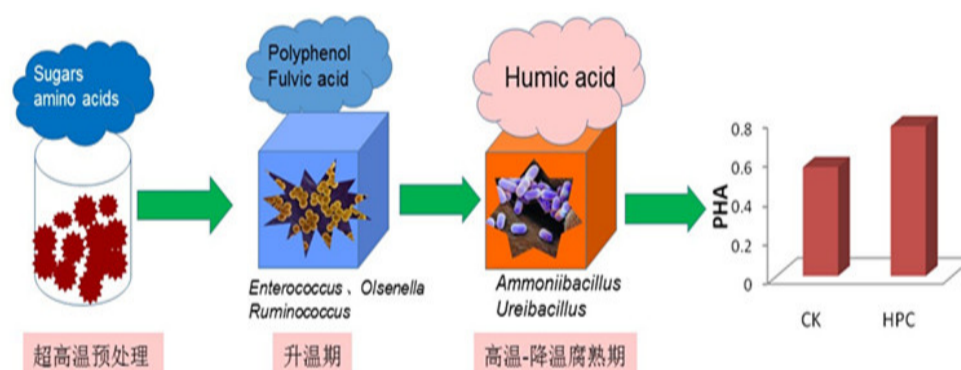 Sugars
amino acids
Polyphenol
Fulvic acid
Humic acid
Enterococcus、Olsenella
Ruminococcus
Ammoniibacillus
Ureibacillus
超高温预处理
升温期
高温-降温腐熟期
PHA
0.8
0.6
0.4
0.2
0
CK
HPC